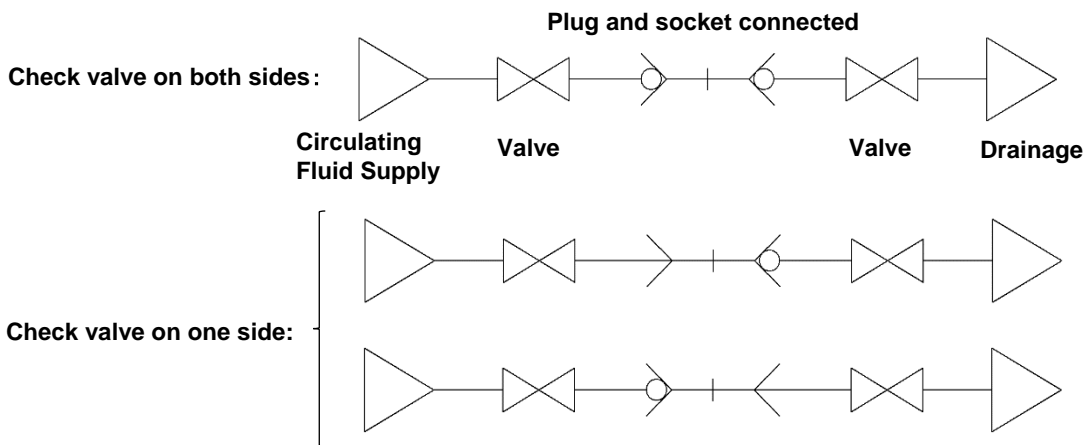 Plug and socket connected
Check valve on both sides:
Circulating
Fluid Supply
Valve
Valve
Drainage
Check valve on one side: